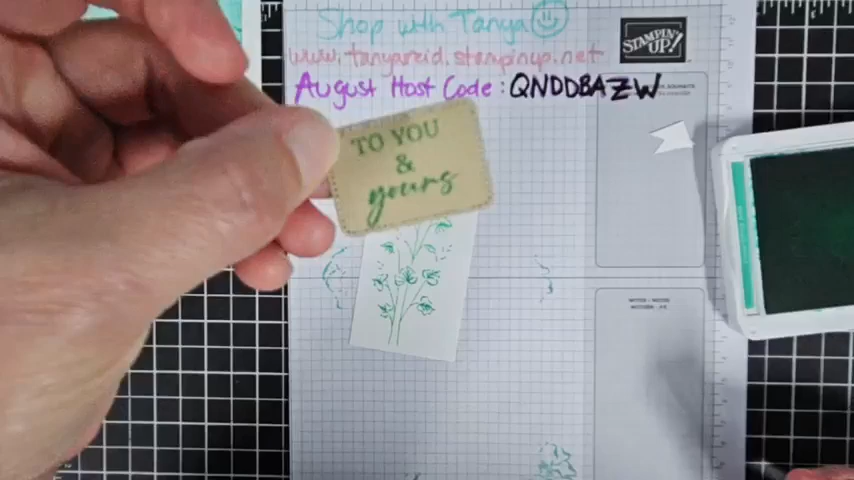 Shop with Tanya
www.tanyareid.stampinup.net
August Host Code: QNDDBAZW
STAMPIN' UP!
TO YOU
&
yours